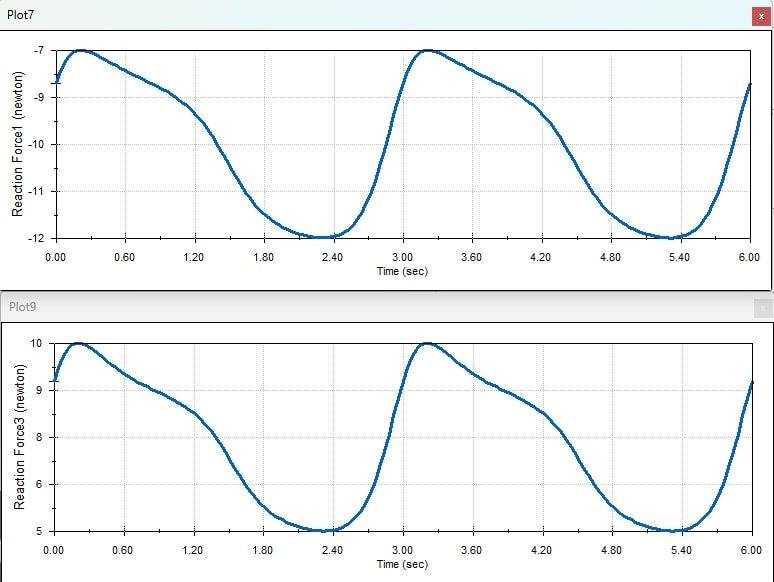 Plot7
x
Reaction Force1 (newton)
-7
-9
-10
-11
-12
0.00 0.60 1.20 1.80 2.40 3.00 3.60 4.20 4.80 5.40 6.00
Time (sec)
Plot9
x
Reaction Force3 (newton)
10
9
8
6
5
0.00 0.60 1.20 1.80 2.40 3.00 3.60 4.20 4.80 5.40 6.00
Time (sec)